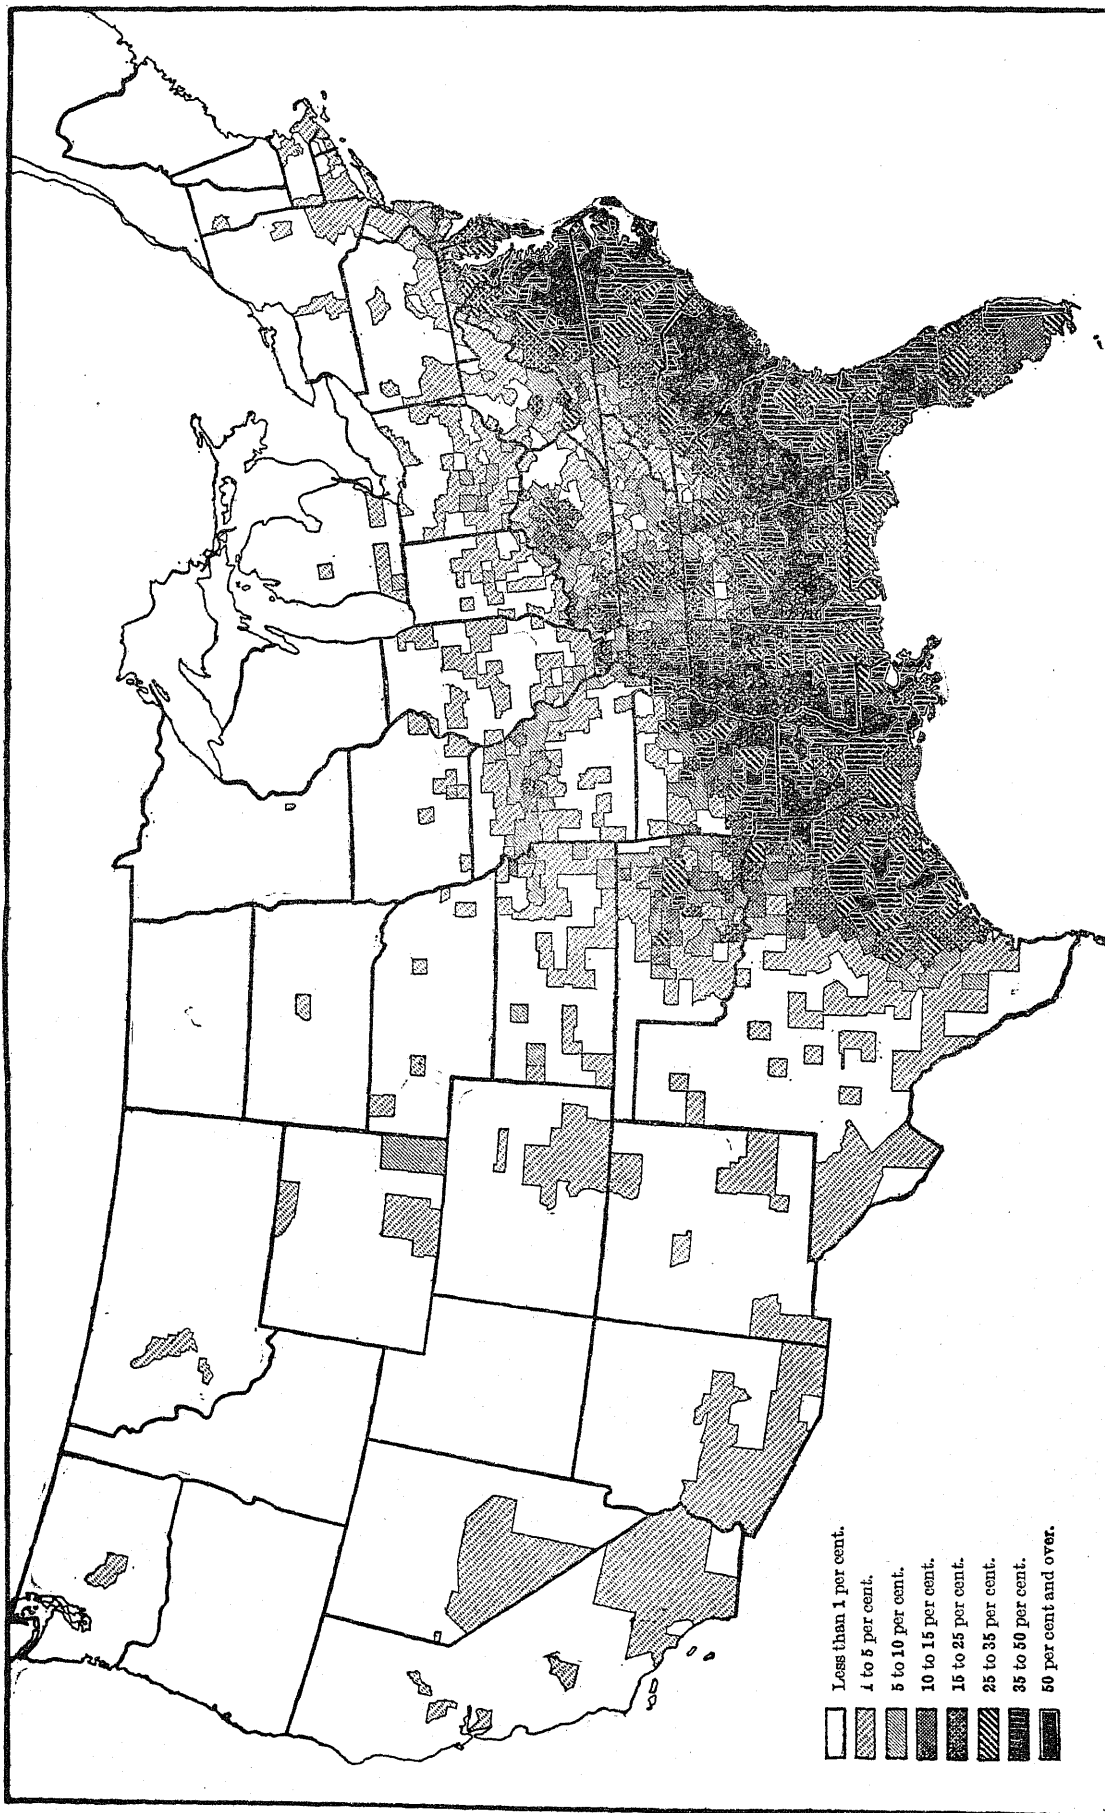 Less than 1 per cent.
1 to 5 per cent.
5 to 10 per cent.
10 to 15 per cent.
15 to 25 per cent.
25 to 35 per cent.
35 to 50 per cent.
50 per cent and over.